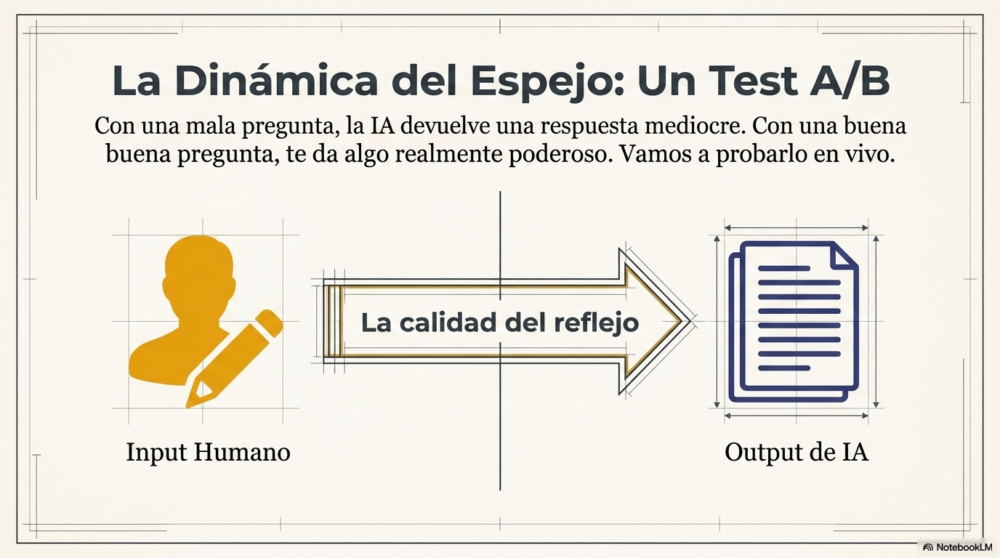 La Dinámica del Espejo: Un Test A/B
Con una mala pregunta, la IA devuelve una respuesta mediocre. Con una buena
buena pregunta, te da algo realmente poderoso. Vamos a probarlo en vivo.
La calidad del reflejo
Input Humano
Output de IA
NotebookLM